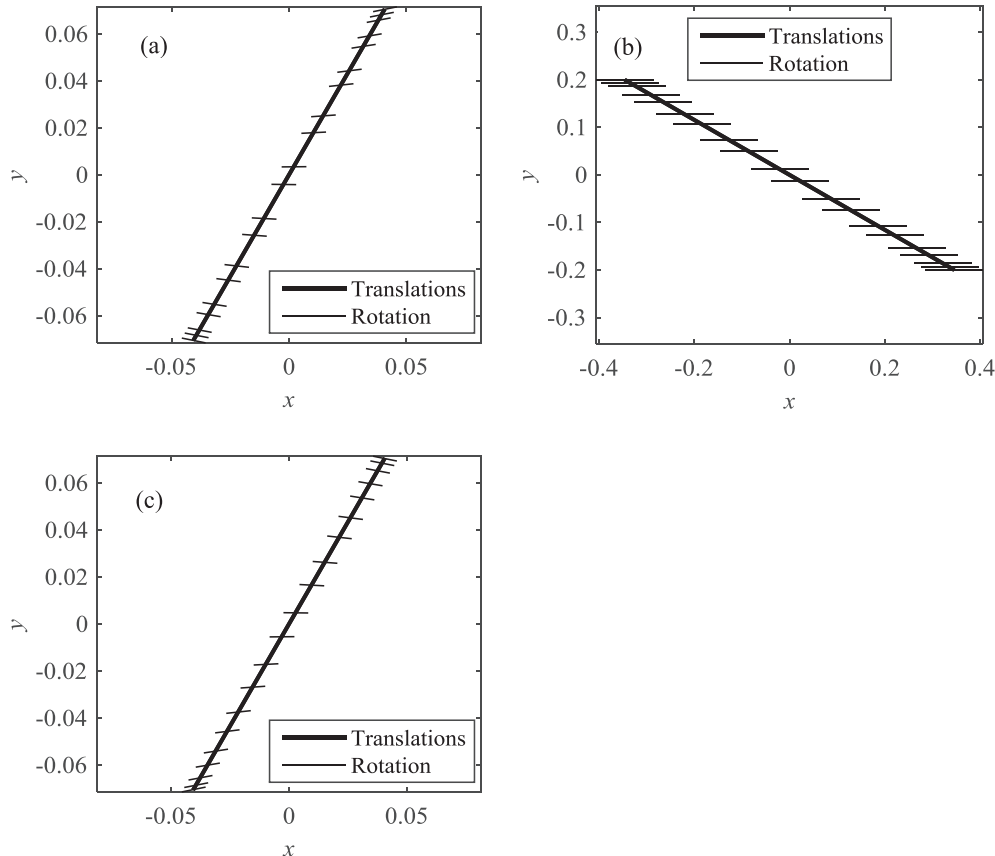 (a)
0.06
0.04
0.02
0
-0.02
-0.04
-0.06
y
Translations
Rotation
-0.05
0
0.05
x
(b)
0.3
0.2
0.1
0
-0.1
-0.2
-0.3
y
Translations
Rotation
-0.4
-0.2
0
0.2
0.4
x
(c)
0.06
0.04
0.02
0
-0.02
-0.04
-0.06
y
Translations
Rotation
-0.05
0
0.05
x